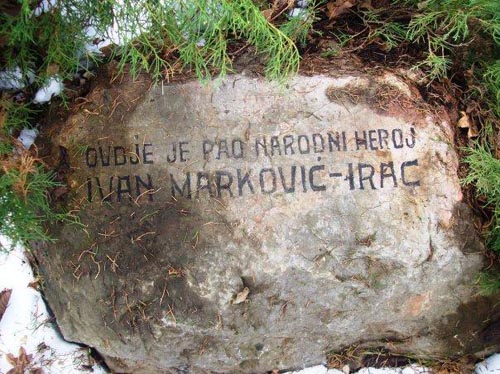 OVDJE JE PAO NARODNI HEROJ
IVAN MARKOVIĆ-IRAC